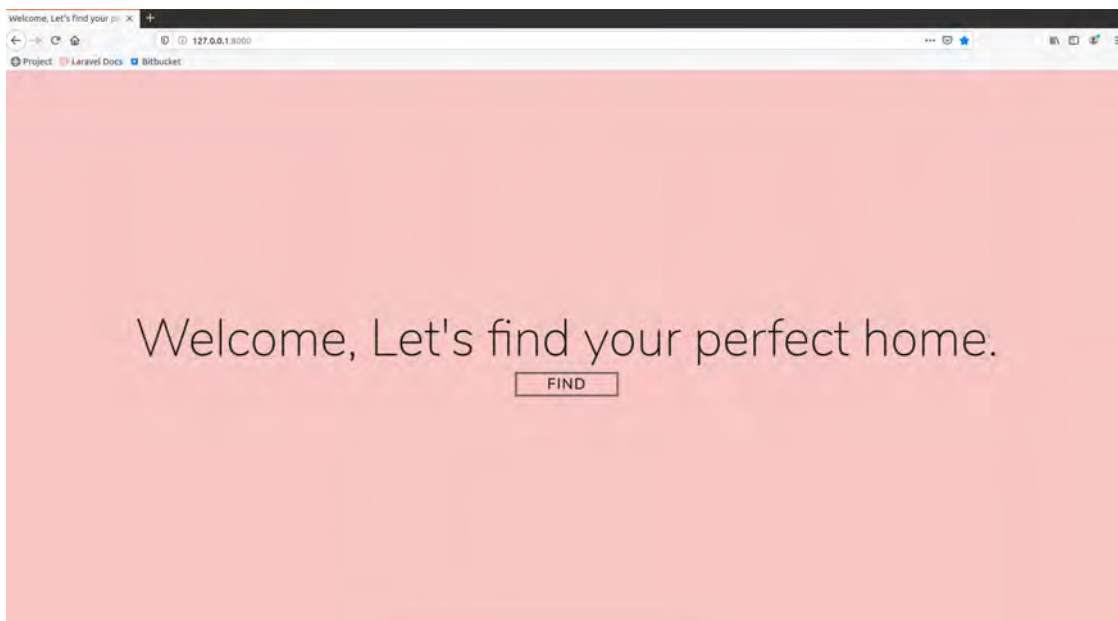 Welcome, Let's find your
127.0.0.1:8000
Project Laravel Docs Bitbucket
Welcome, Let's find your perfect home.
FIND